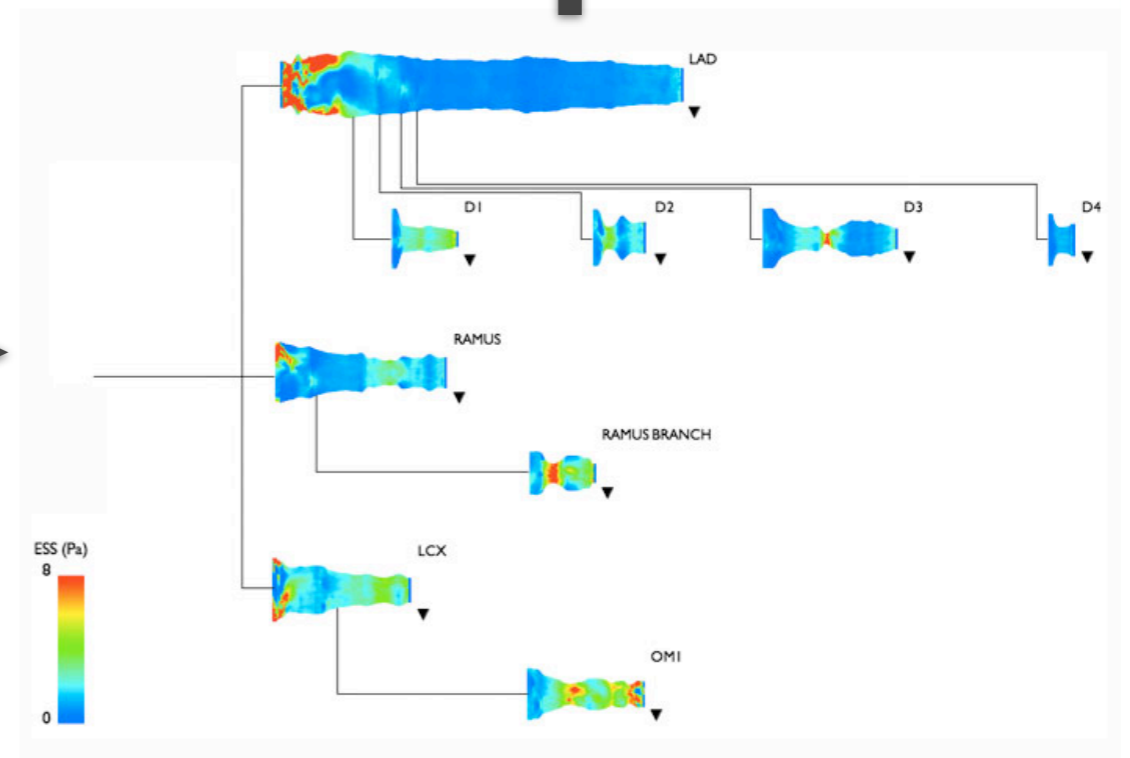 LAD
D1
D2
D3
D4
RAMUS
RAMUS BRANCH
ESS (Pa)
8
0
LCX
OM1